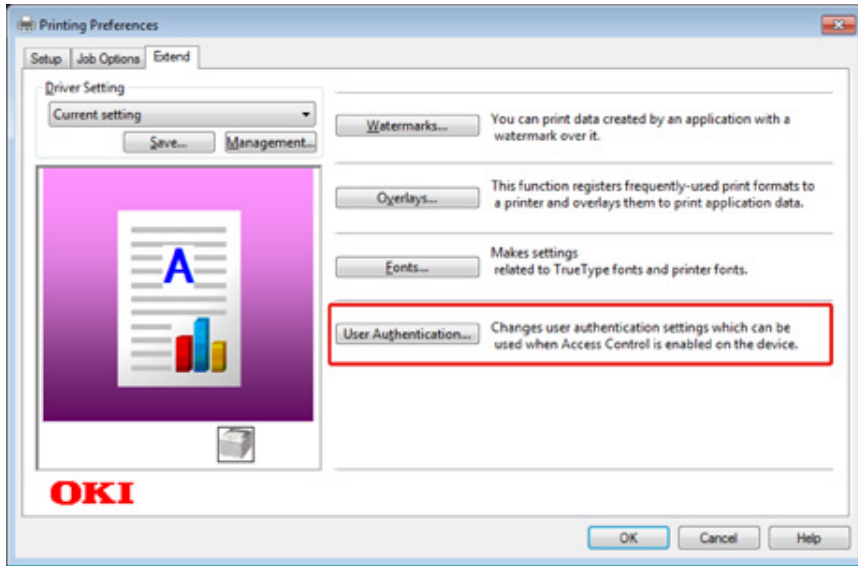 Printing Preferences
Setup
Job Options
Extend
Driver Setting
Current setting
Save...
Management...
Watermarks...
You can print data created by an application with a
watermark over it.
Overlays...
This function registers frequently-used print formats to
a printer and overlays them to print application data.
Fonts...
Makes settings
related to TrueType fonts and printer fonts.
User Authentication...
Changes user authentication settings which can be
used when Access Control is enabled on the device.
A
OKI
OK
Cancel
Help